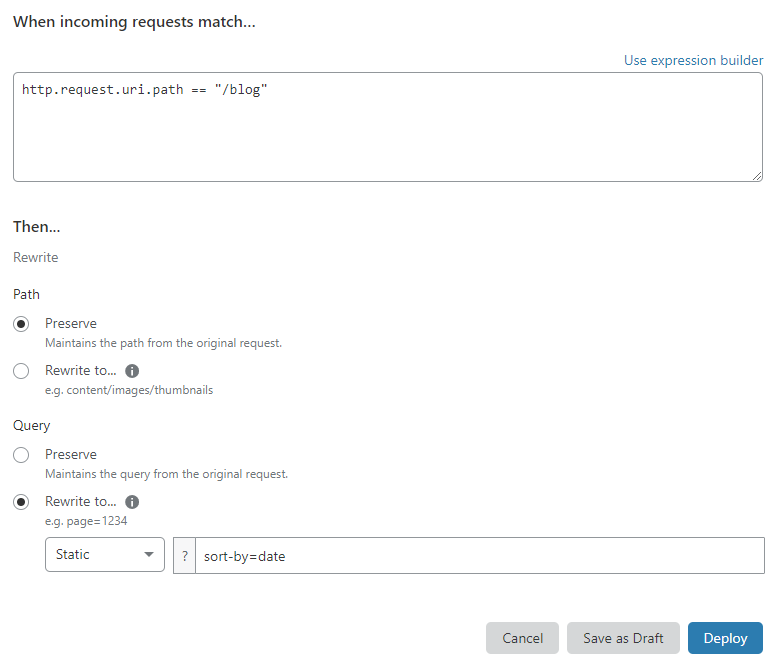 When incoming requests match...
Use expression builder
http.request.uri.path == "/blog"
Then...
Rewrite
Path
Preserve
Maintains the path from the original request.
Rewrite to... i
e.g. content/images/thumbnails
Query
Preserve
Maintains the query from the original request.
Rewrite to... i
e.g. page=1234
Static ? sort-by=date
Cancel Save as Draft Deploy